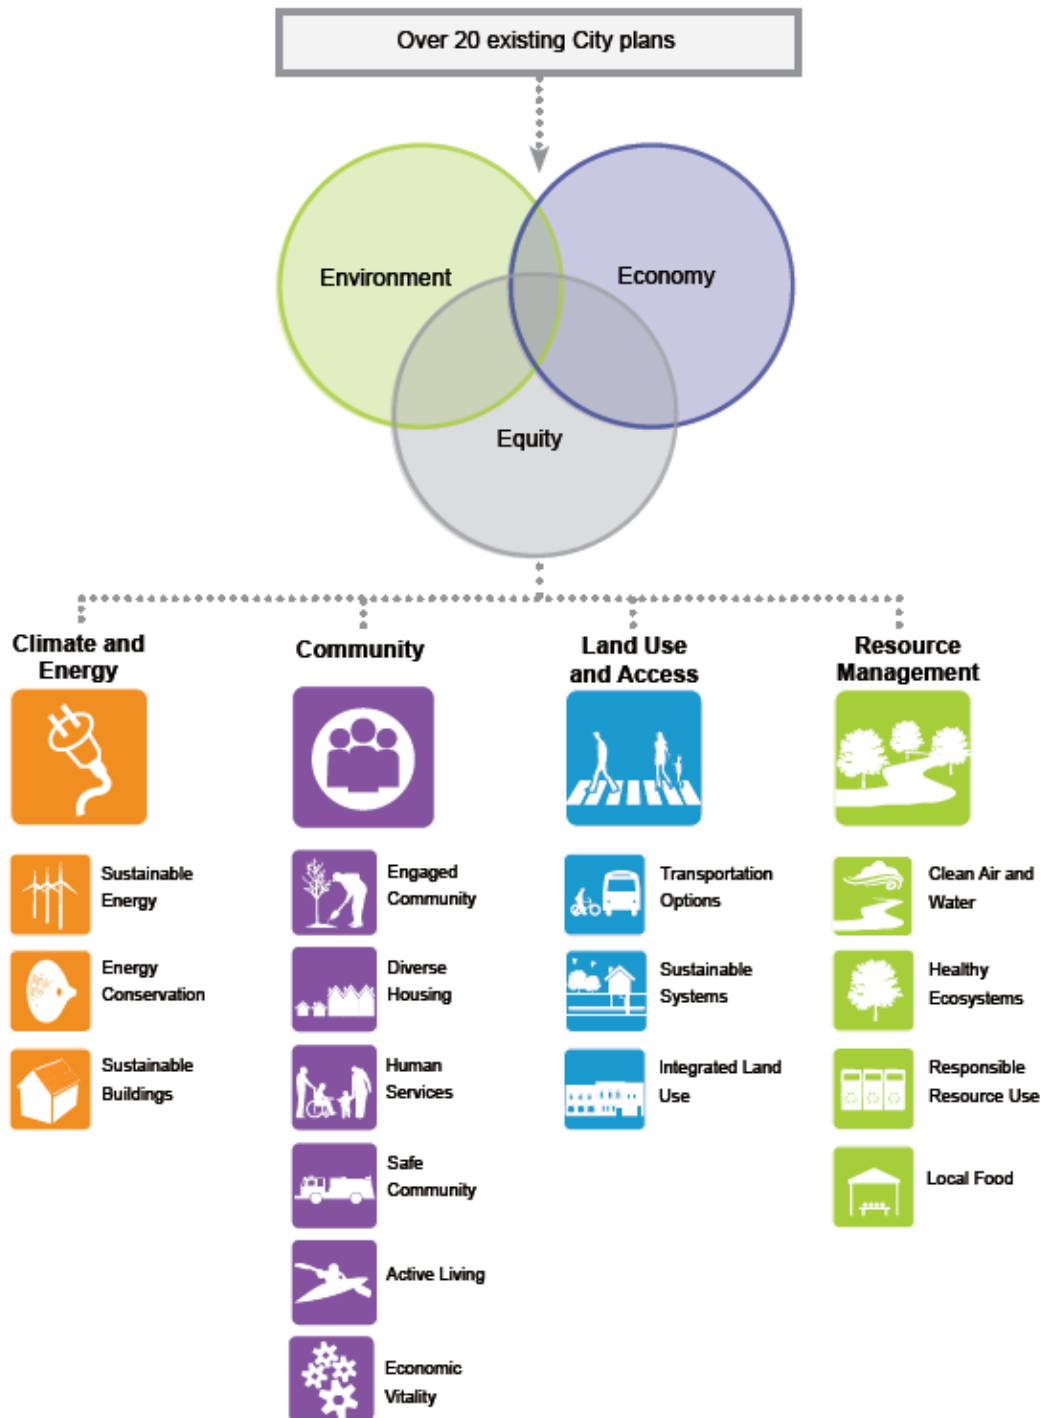 Over 20 existing City plans
Environment
Economy
Equity
Climate and
Energy
Sustainable
Energy
Energy
Conservation
Sustainable
Buildings
Community
Engaged
Community
Diverse
Housing
Human
Services
Safe
Community
Active Living
Economic
Vitality
Land Use
and Access
Transportation
Options
Sustainable
Systems
Integrated Land
Use
Resource
Management
Clean Air and
Water
Healthy
Ecosystems
Responsible
Resource Use
Local Food